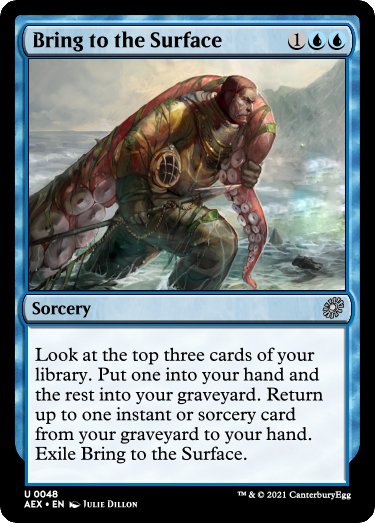 Bring to the Surface 1
Sorcery
Look at the top three cards of your
library. Put one into your hand and
the rest into your graveyard. Return
up to one instant or sorcery card
from your graveyard to your hand.
Exile Bring to the Surface.
U 0048
AEX • EN JULIE DILLON
™ & © 2021 CanterburyEgg